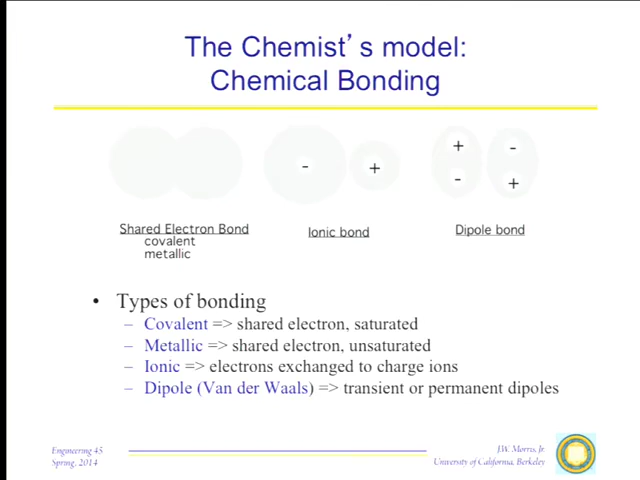 The Chemist's model:
Chemical Bonding
- + + - - +
Shared Electron Bond
covalent
metallic
Ionic bond
Dipole bond
• Types of bonding
– Covalent => shared electron, saturated
– Metallic => shared electron, unsaturated
– Ionic => electrons exchanged to charge ions
– Dipole (Van der Waals) => transient or permanent dipoles
Engineering 45
Spring, 2014
J.W. Morris, Jr.
University of California, Berkeley